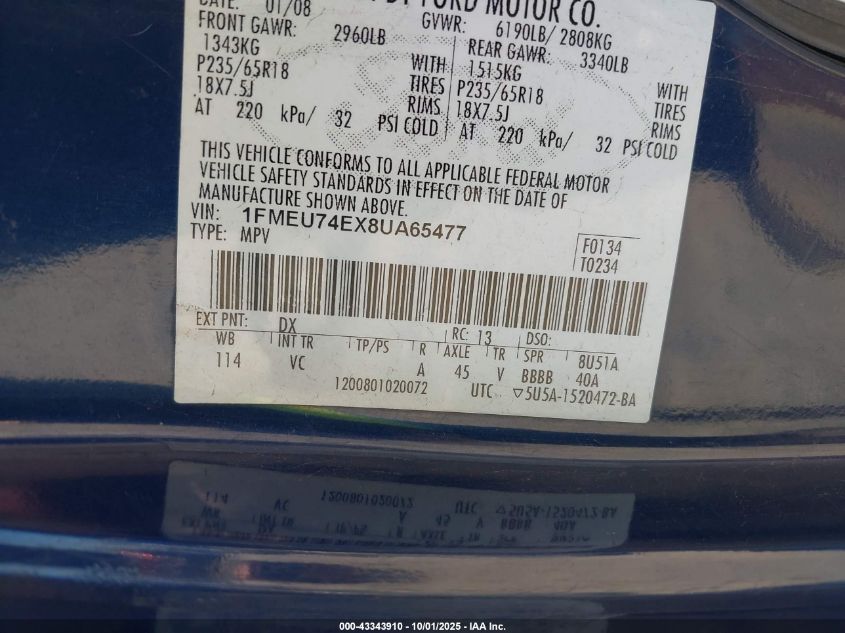 DATE: 01/08 BY FORD MOTOR CO.
GVWR: 6190LB/ 2808KG
FRONT GAWR: 2960LB REAR GAWR: 3340LB
1343KG WITH 1515KG WITH
P235/65R18 TIRES P235/65R18 TIRES
18X7.5J RIMS 18X7.5J RIMS
AT 220 kPa/ 32 PSI COLD AT 220 kPa/ 32 PSI COLD
THIS VEHICLE CONFORMS TO ALL APPLICABLE FEDERAL MOTOR
VEHICLE SAFETY STANDARDS IN EFFECT ON THE DATE OF
MANUFACTURE SHOWN ABOVE.
VIN: 1FMEU74EX8UA65477
TYPE: MPV
F0134
T0234
EXT PNT: DX RC: 13 DSO:
WB INT TR TP/PS R AXLE TR SPR 8U51A
114 VC A 45 V BBBB 40A
1200801020072 UTC ▽5U5A-1520472-BA
000-43343910 - 10/01/2025 - IAA Inc.